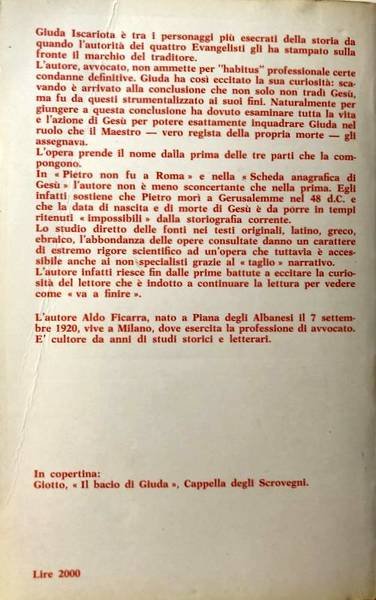 Giuda Iscariota è tra i personaggi più esecrati della storia da
quando l'autorità dei quattro Evangelisti gli ha stampato sulla
fronte il marchio del traditore.
L'autore, avvocato, non ammette per "habitus" professionale certe
condanne definitive. Giuda ha così eccitato la sua curiosità: sca-
vando è arrivato alla conclusione che non solo non tradì Gesù,
ma fu da questi strumentalizzato ai suoi fini. Naturalmente per
giungere a questa conclusione ha dovuto esaminare tutta la vita
e l'azione di Gesù per potere esattamente inquadrare Giuda nel
ruolo che il Maestro — vero regista della propria morte — gli
assegnava.
L'opera prende il nome dalla prima delle tre parti che la com-
pongono.
In « Pietro non fu a Roma » e nella « Scheda anagrafica di
Gesù » l'autore non è meno sconcertante che nella prima. Egli
infatti sostiene che Pietro morì a Gerusalemme nel 48 d.C. e
che la data di nascita e di morte di Gesù è da porre in tempi
ritenuti « impossibili » dalla storiografia corrente.
Lo studio diretto delle fonti nei testi originali, latino, greco,
ebraico, l'abbondanza delle opere consultate danno un carattere
di estremo rigore scientifico ad un'opera che tuttavia è acces-
sibile anche ai non specialisti grazie al « taglio » narrativo.
L'autore infatti riesce fin dalle prime battute a eccitare la curio-
sità del lettore che è indotto a continuare la lettura per vedere
come « va a finire ».
L'autore Aldo Ficarra, nato a Piana degli Albanesi il 7 settem-
bre 1920, vive a Milano, dove esercita la professione di avvocato.
E' cultore da anni di studi storici e letterari.
In copertina:
Giotto, « Il bacio di Giuda », Cappella degli Scrovegni.
Lire 2000